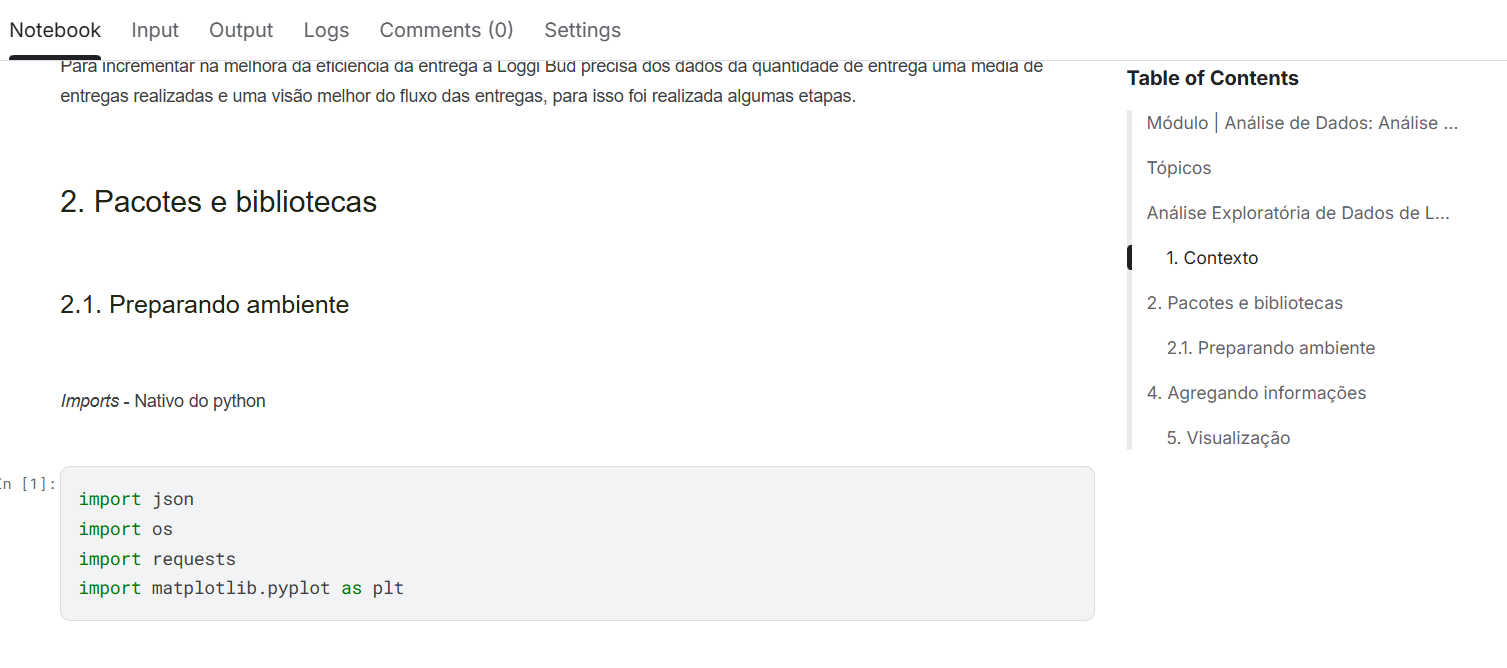 Notebook Input Output Logs Comments (0) Settings
Para incrementar na melhora da eficiência da entrega a Loggi Bud precisa dos dados da quantidade de entrega uma média de
entregas realizadas e uma visão melhor do fluxo das entregas, para isso foi realizada algumas etapas.
2. Pacotes e bibliotecas
2.1. Preparando ambiente
Imports - Nativo do python
In [1]:
import json
import os
import requests
import matplotlib.pyplot as plt
Table of Contents
Módulo | Análise de Dados: Análise ...
Tópicos
Análise Exploratória de Dados de L...
1. Contexto
2. Pacotes e bibliotecas
2.1. Preparando ambiente
4. Agregando informações
5. Visualização